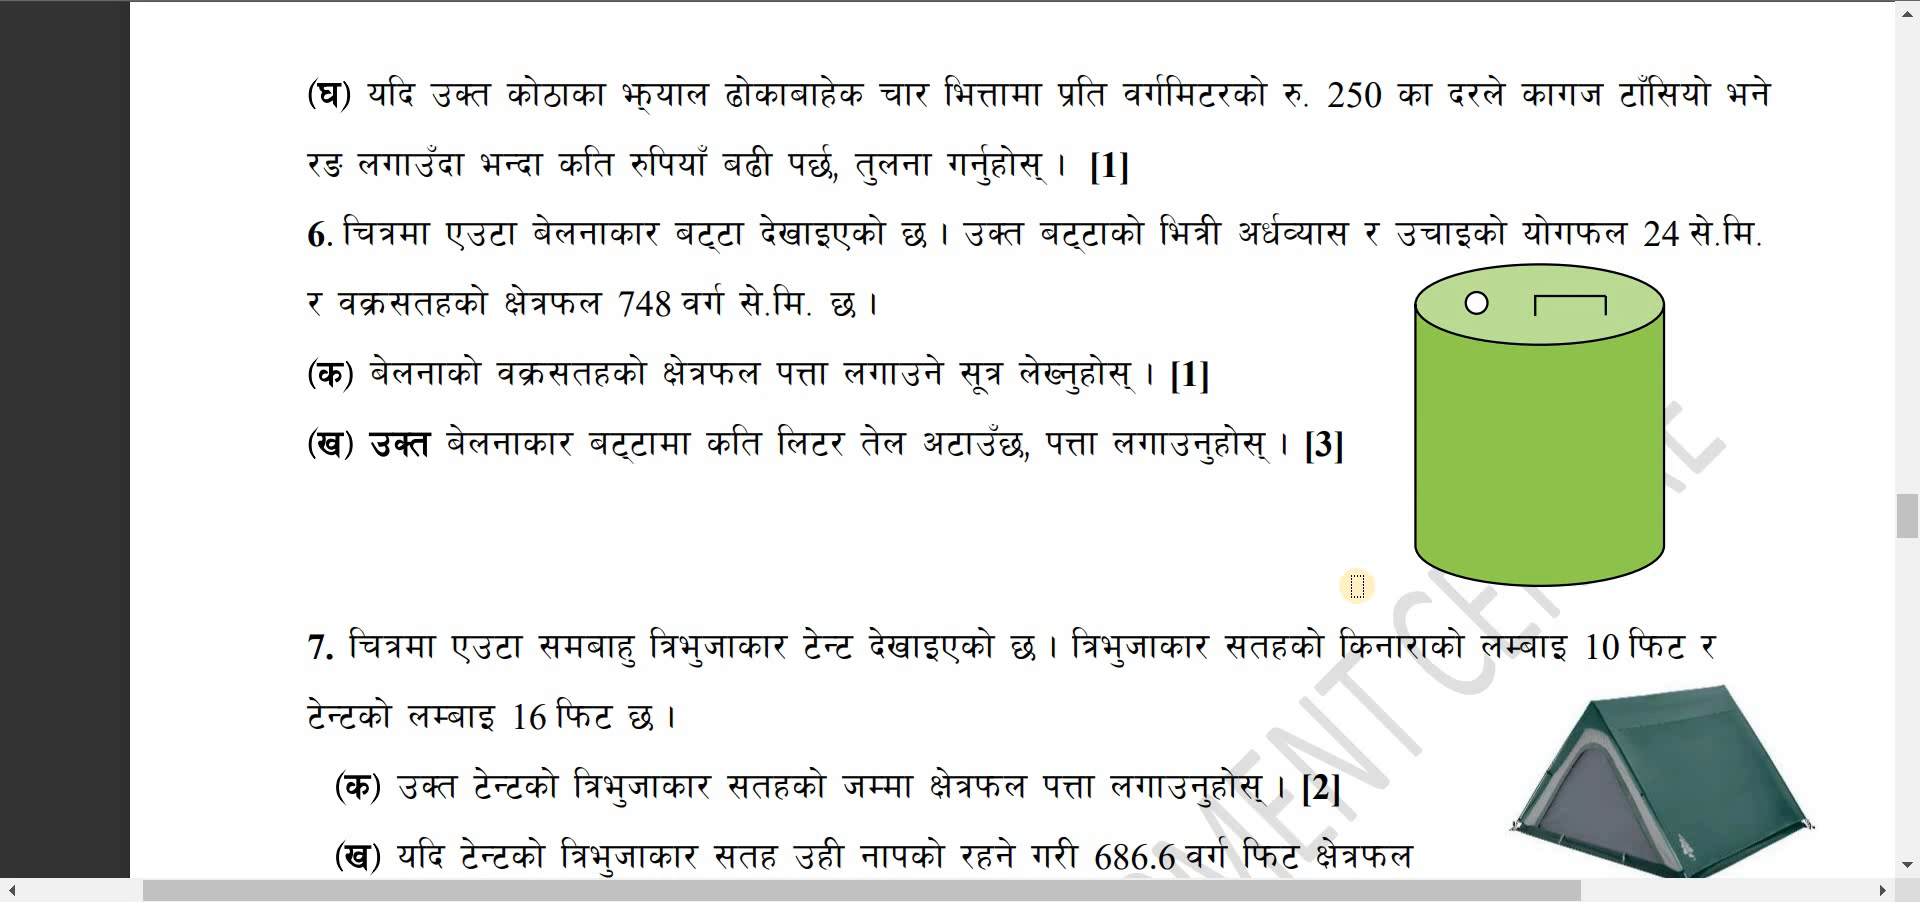 (घ) यदि उक्त कोठाका झ्याल ढोकाबाहेक चार भित्तामा प्रति वर्गमिटरको रु. 250 का दरले कागज टाँसियो भने
रङ लगाउँदा भन्दा कति रुपियाँ बढी पर्छ, तुलना गर्नुहोस् । [1]
6. चित्रमा एउटा बेलनाकार बट्टा देखाइएको छ । उक्त बट्टाको भित्री अर्धव्यास र उचाइको योगफल 24 से.मि.
र वक्रसतहको क्षेत्रफल 748 वर्ग से.मि. छ ।
(क) बेलनाको वक्रसतहको क्षेत्रफल पत्ता लगाउने सूत्र लेख्नुहोस् । [1]
(ख) उक्त बेलनाकार बट्टामा कति लिटर तेल अटाउँछ, पत्ता लगाउनुहोस् । [3]
7. चित्रमा एउटा समबाहु त्रिभुजाकार टेन्ट देखाइएको छ । त्रिभुजाकार सतहको किनाराको लम्बाइ 10 फिट र
टेन्टको लम्बाइ 16 फिट छ ।
(क) उक्त टेन्टको त्रिभुजाकार सतहको जम्मा क्षेत्रफल पत्ता लगाउनुहोस् । [2]
(ख) यदि टेन्टको त्रिभुजाकार सतह उही नापको रहने गरी 686.6 वर्ग फिट क्षेत्रफल